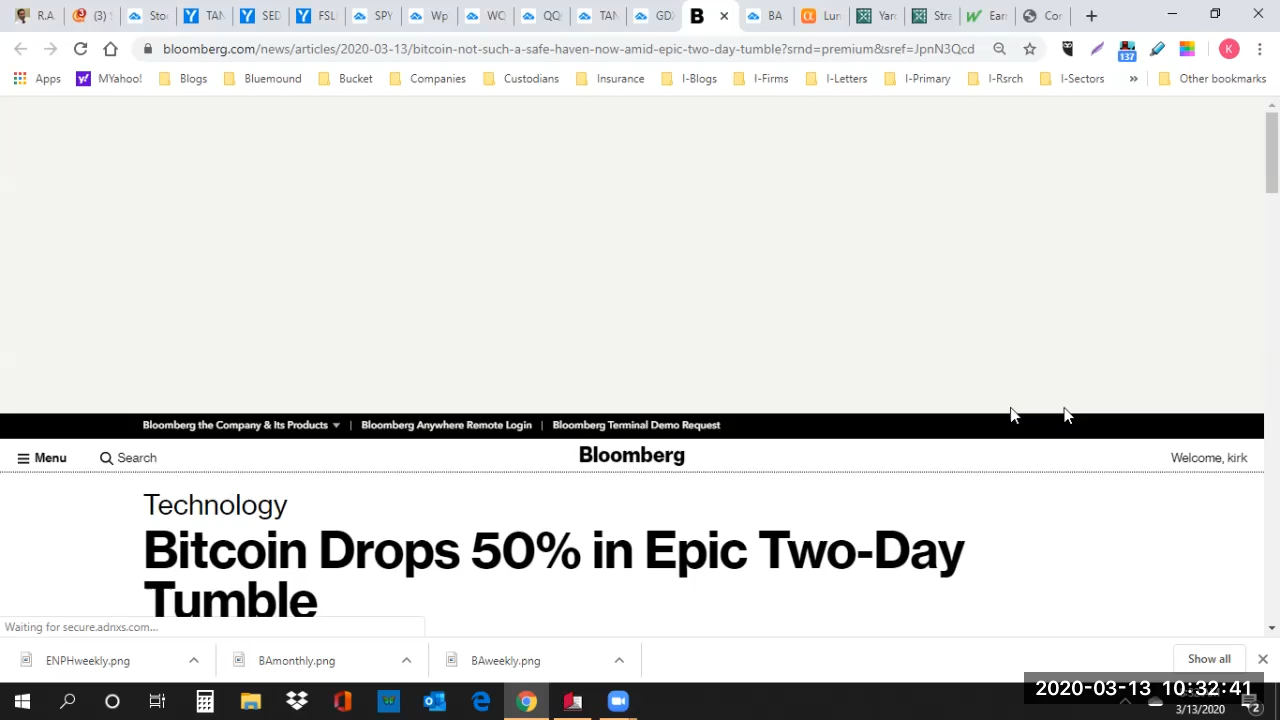 R.A
(3)
Sto
TAN
SED
FSL
SPY
Wp
WC
QQ
TAN
GD
B
BA
Lun
Yar
Stra
Earn
Cor
bloomberg.com/news/articles/2020-03-13/bitcoin-not-such-a-safe-haven-now-amid-epic-two-day-tumble?srnd=premium&sref=JpnN3Qcd
137
K
Apps
MYahoo!
Blogs
Bluemound
Bucket
Companies
Custodians
Insurance
I-Blogs
I-Firms
I-Letters
I-Primary
I-Rsrch
I-Sectors
»
Other bookmarks
Bloomberg the Company & Its Products | Bloomberg Anywhere Remote Login | Bloomberg Terminal Demo Request
Menu
Search
Bloomberg
Welcome, kirk
Technology
Bitcoin Drops 50% in Epic Two-Day
Tumble
Waiting for secure.adnxs.com...
ENPHweekly.png
BAmonthly.png
BAweekly.png
Show all
2020-03-13 10:32:41
3/13/2020
2